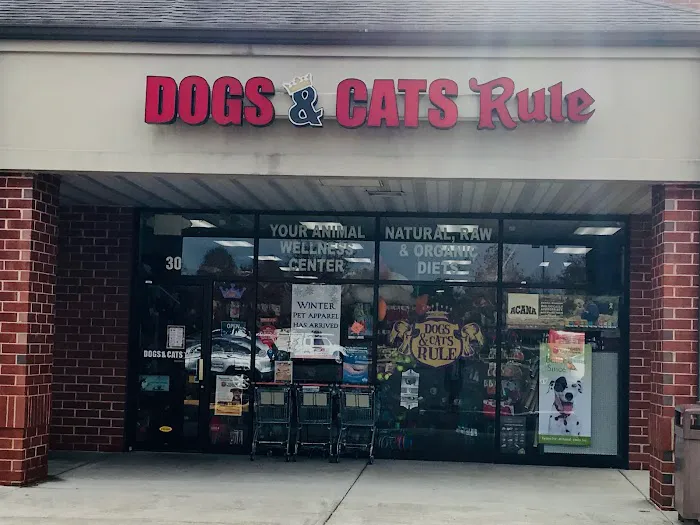 DOGS & CATS Rule
YOUR ANIMAL
WELLNESS
CENTER
NATURAL, RAW
& ORGANIC
DIETS
30
WINTER
PET APPAREL
HAS ARRIVED
ACANA
OPEN
DOGS
& CATS
RULE
DOGS & CATS